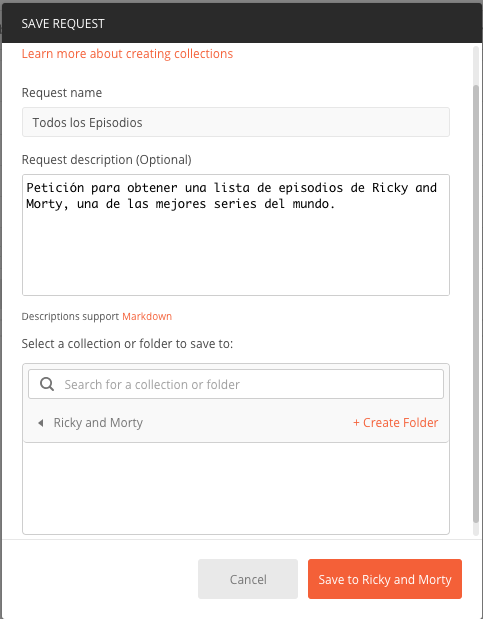 SAVE REQUEST
Learn more about creating collections
Request name
Todos los Episodios
Request description (Optional)
Petición para obtener una lista de episodios de Ricky and
Morty, una de las mejores series del mundo.
Descriptions support Markdown
Select a collection or folder to save to:
Search for a collection or folder
Ricky and Morty + Create Folder
Cancel Save to Ricky and Morty